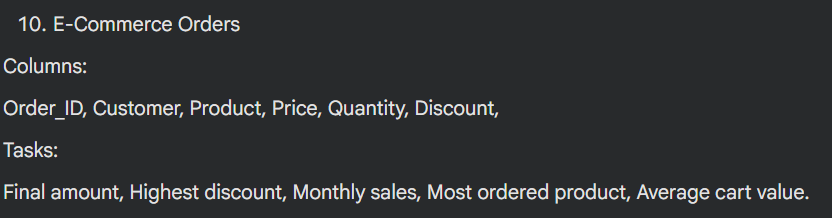 10. E-Commerce Orders
Columns:
Order_ID, Customer, Product, Price, Quantity, Discount,
Tasks:
Final amount, Highest discount, Monthly sales, Most ordered product, Average cart value.